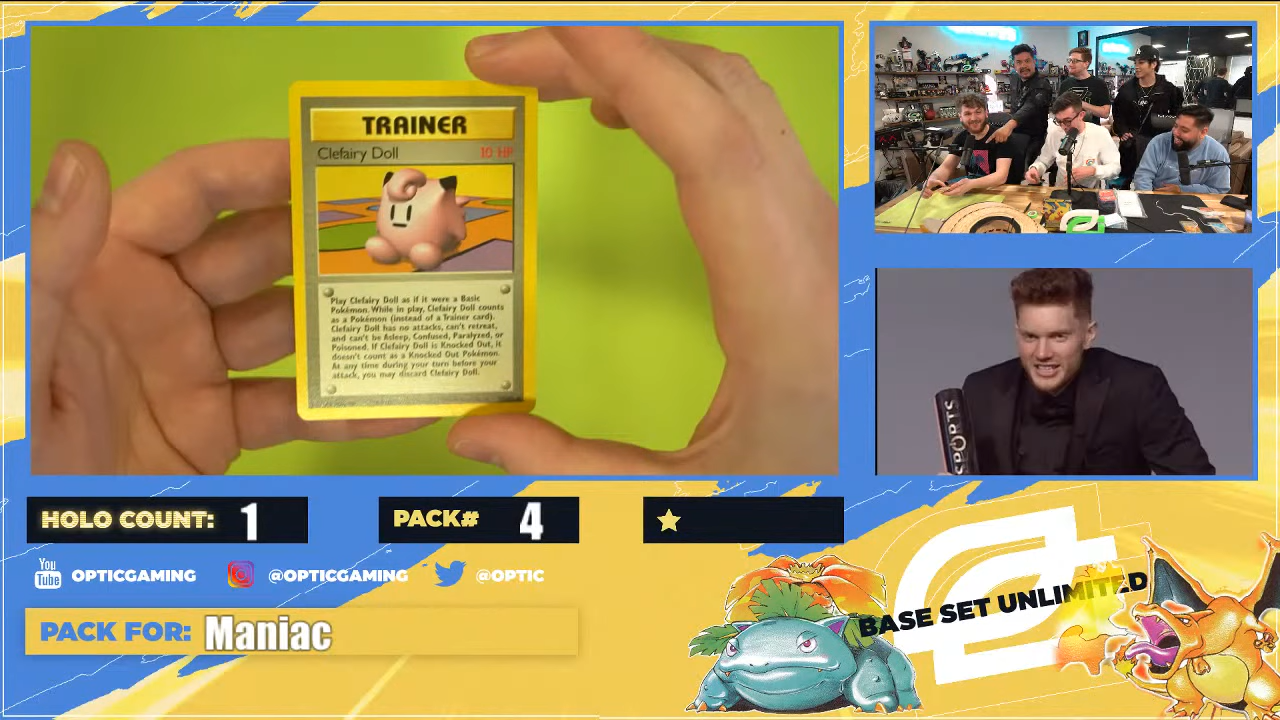 TRAINER
Clefairy Doll 10 HP
Play Clefairy Doll as if it were a Basic
Pokémon. While in play, Clefairy Doll counts
as a Pokémon (instead of a Trainer card).
Clefairy Doll has no attacks, can't retreat,
and can't be Asleep, Confused, Paralyzed, or
Poisoned. If Clefairy Doll is Knocked Out, it
doesn't count as a Knocked Out Pokémon.
At any time during your turn before your
attack, you may discard Clefairy Doll.
SPORTS
HOLO COUNT: 1
PACK# 4
You
Tube
OPTICGAMING
@OPTICGAMING
@OPTIC
PACK FOR: Maniac
BASE SET UNLIMITED